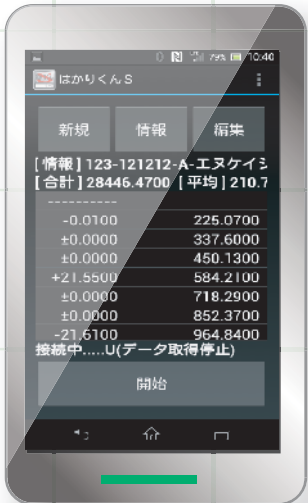 79% 10:40
はかりくんS
新規 情報 編集
[情報]123-121212-A-エヌケイシ
[合計]28446.4700 [平均]210.7
----------
-0.0100 225.0700
±0.0000 337.6000
±0.0000 450.1300
+21.5500 584.2100
±0.0000 718.2900
±0.0000 852.3700
-21.5100 964.8400
接続中.....U(データ取得停止)
開始